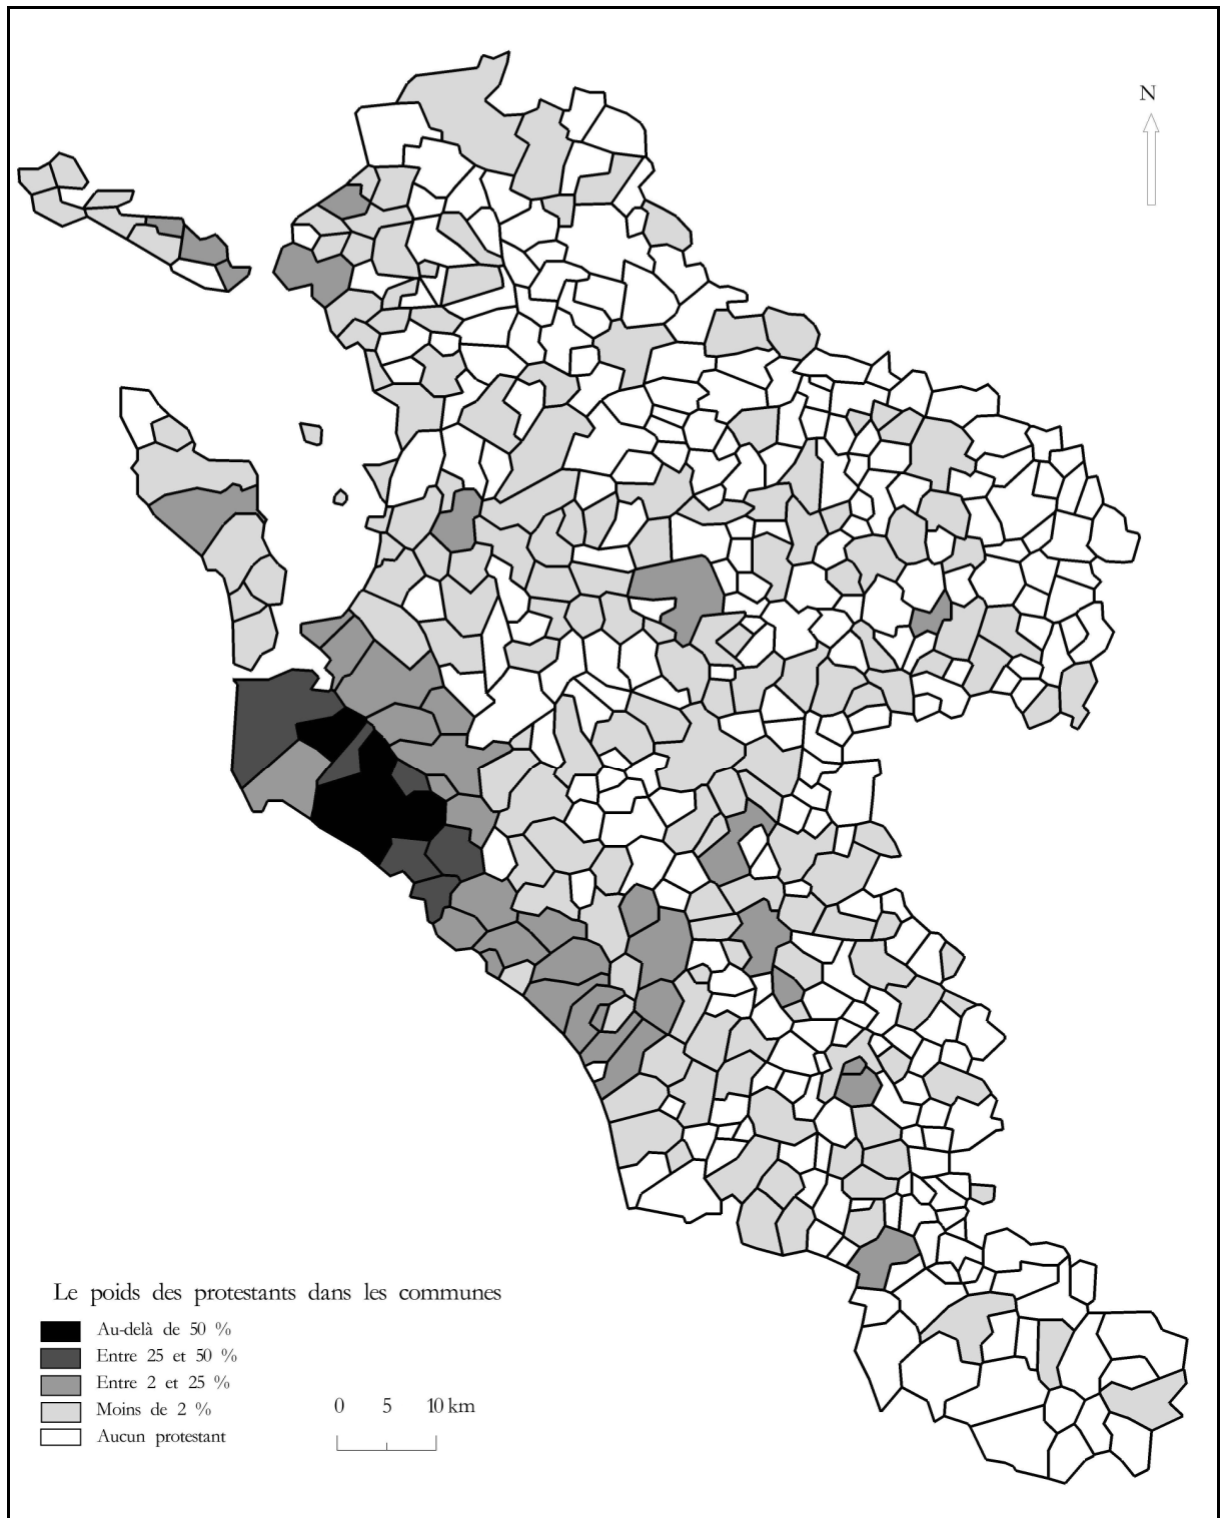 N
Le poids des protestants dans les communes
Au-delà de 50 %
Entre 25 et 50 %
Entre 2 et 25 %
Moins de 2 %
Aucun protestant
0 5 10 km